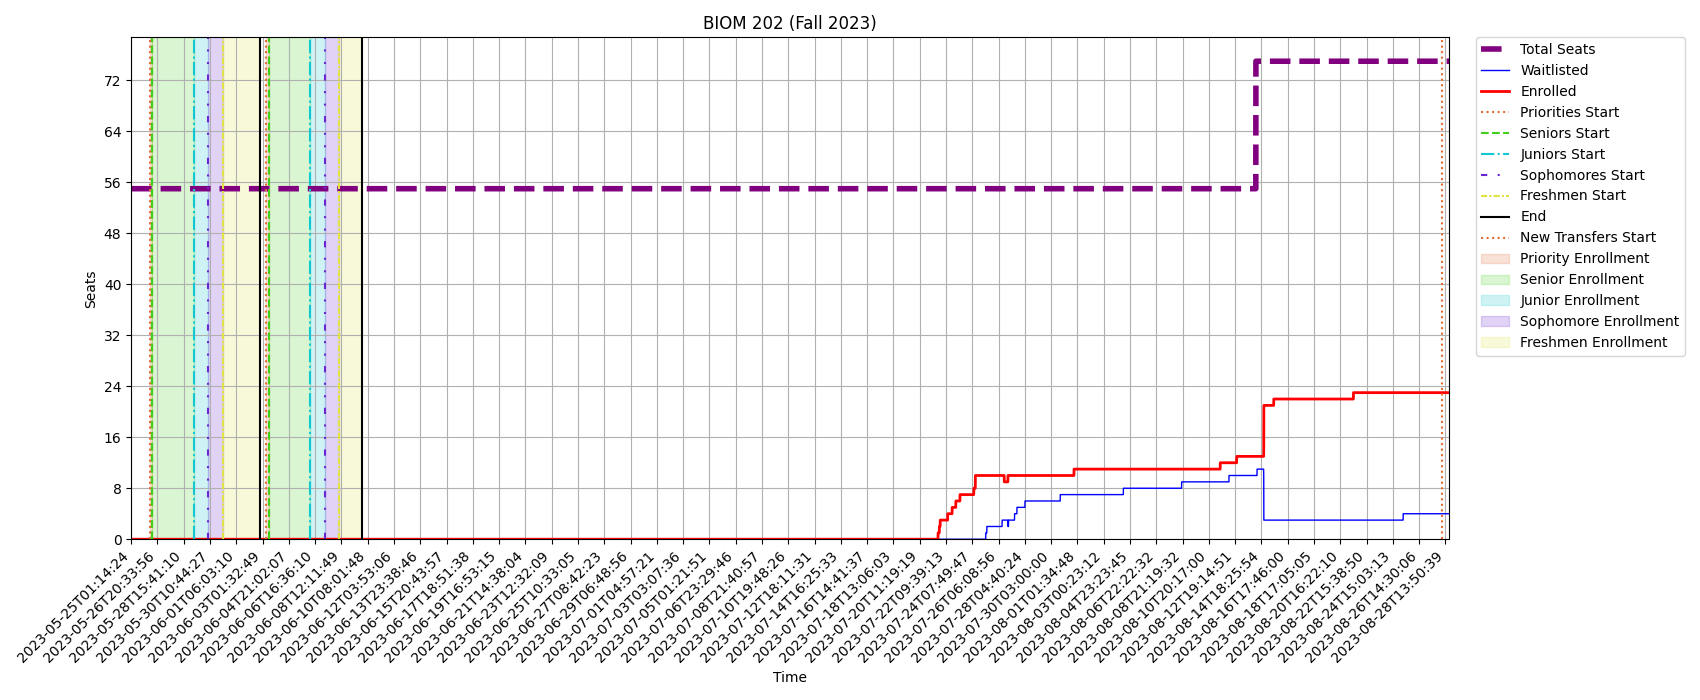 BIOM 202 (Fall 2023)
Seats
72
64
56
48
40
32
24
16
8
0
2023-05-25T01:14:24
2023-05-26T20:33:56
2023-05-28T15:41:10
2023-05-30T10:44:27
2023-06-01T06:03:10
2023-06-03T01:32:49
2023-06-04T21:02:07
2023-06-06T16:36:10
2023-06-08T12:11:49
2023-06-10T08:01:48
2023-06-12T03:53:06
2023-06-13T23:38:46
2023-06-15T20:43:57
2023-06-17T18:51:38
2023-06-19T16:53:15
2023-06-21T14:38:04
2023-06-23T12:32:09
2023-06-25T10:33:05
2023-06-27T08:42:23
2023-06-29T06:48:56
2023-07-01T04:57:21
2023-07-03T03:07:36
2023-07-05T01:21:51
2023-07-06T23:29:46
2023-07-08T21:40:57
2023-07-10T19:48:26
2023-07-12T18:11:31
2023-07-14T16:25:33
2023-07-16T14:41:37
2023-07-18T13:06:03
2023-07-20T11:19:19
2023-07-22T09:39:13
2023-07-24T07:49:47
2023-07-26T06:08:56
2023-07-28T04:40:24
2023-07-30T03:00:00
2023-08-01T01:34:48
2023-08-03T00:23:12
2023-08-04T23:23:45
2023-08-06T22:22:32
2023-08-08T21:19:32
2023-08-10T20:17:00
2023-08-12T19:14:51
2023-08-14T18:25:54
2023-08-16T17:46:00
2023-08-18T17:05:05
2023-08-20T16:22:10
2023-08-22T15:38:50
2023-08-24T15:03:13
2023-08-26T14:30:06
2023-08-28T13:50:39
Time
Total Seats
Waitlisted
Enrolled
Priorities Start
Seniors Start
Juniors Start
Sophomores Start
Freshmen Start
End
New Transfers Start
Priority Enrollment
Senior Enrollment
Junior Enrollment
Sophomore Enrollment
Freshmen Enrollment